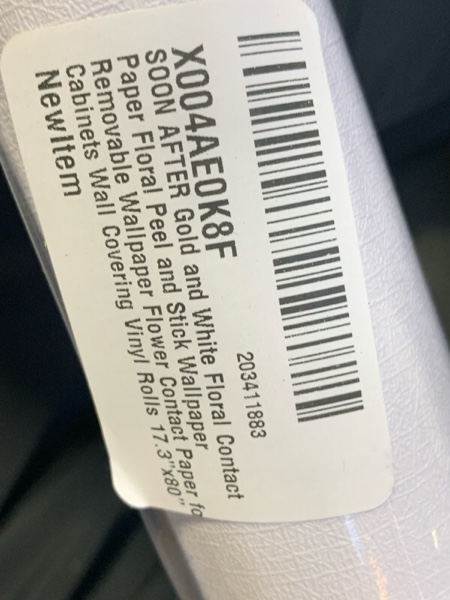 X004AE0K8F
SOON AFTER Gold and White Floral Contact
Paper Floral Peel and Stick Wallpaper
Removable Wallpaper Flower Contact Paper fo
Cabinets Wall Covering Vinyl Rolls 17.3"x80"
NewItem
203411883